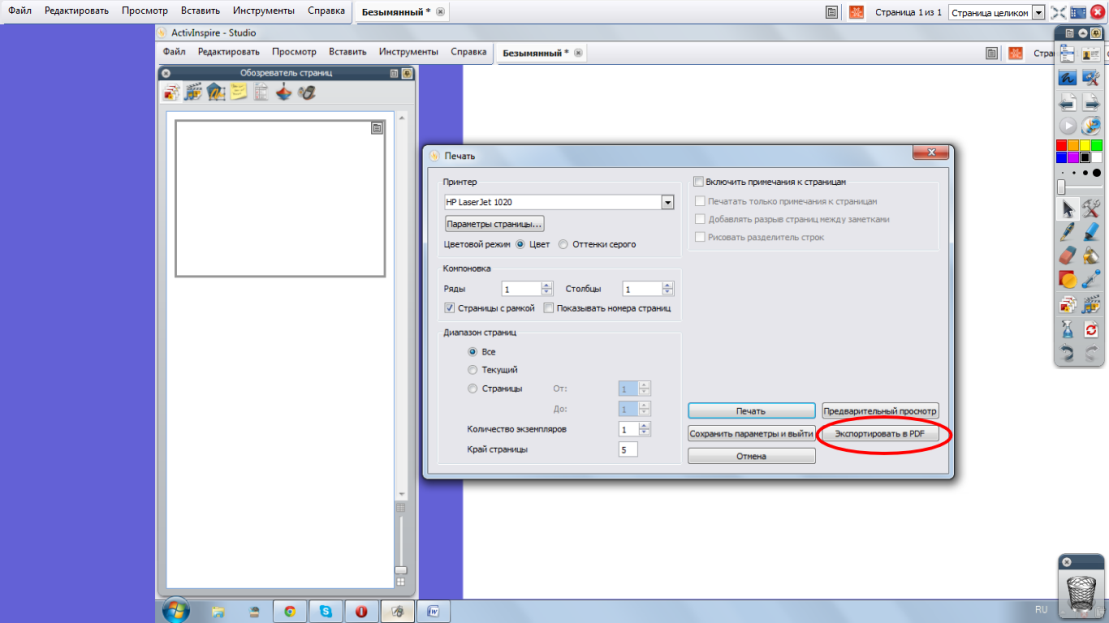 Файл Редактировать Просмотр Вставить Инструменты Справка Безымянный * Страница 1 из 1 Страница целиком
ActivInspire - Studio
Файл Редактировать Просмотр Вставить Инструменты Справка Безымянный * Стра
Обозреватель страниц
Печать
Принтер
HP LaserJet 1020
Параметры страницы...
Цветовой режим Цвет Оттенки серого
Компоновка
Ряды 1 Столбцы 1
Страницы с рамкой Показывать номера страниц
Диапазон страниц
Все
Текущий
Страницы От: 1
До: 1
Количество экземпляров 1
Край страницы 5
Включить примечания к страницам
Печатать только примечания к страницам
Добавлять разрыв страниц между заметками
Рисовать разделитель строк
Печать Предварительный просмотр
Сохранить параметры и выйти Экспортировать в PDF
Отмена
RU